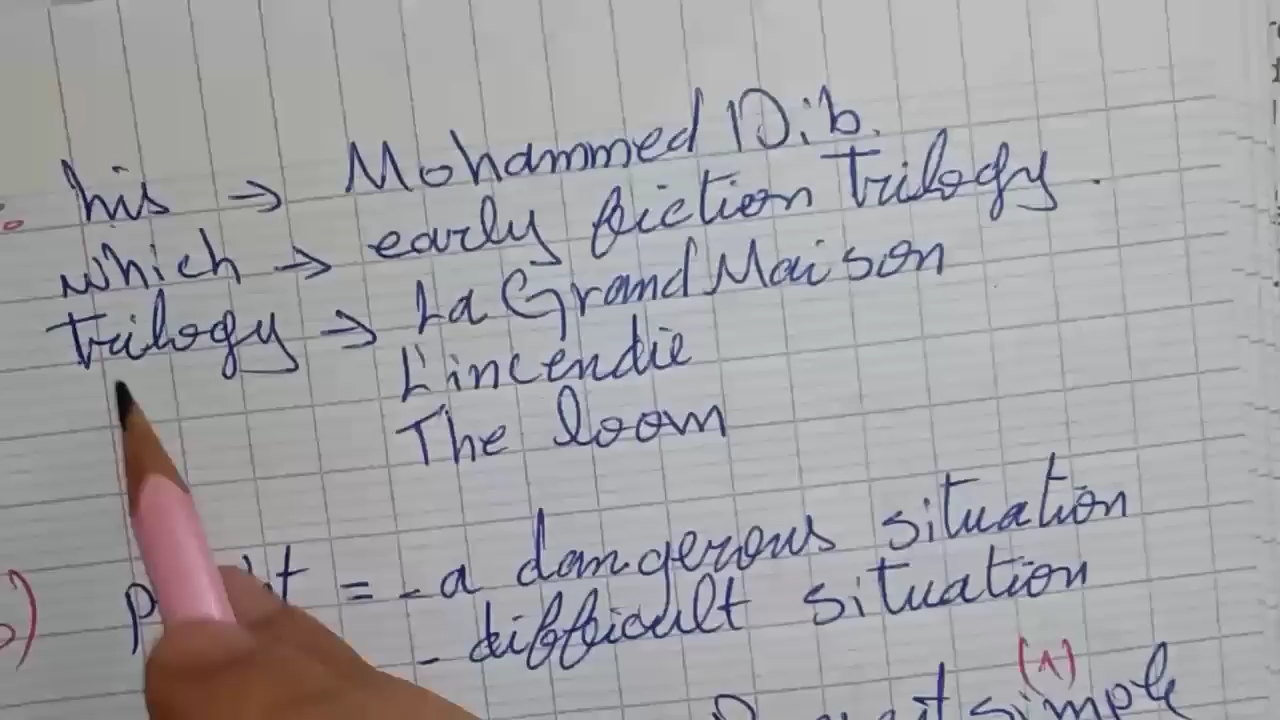 his → Mohammed Dib.
which → early fiction trilogy.
trilogy → La Grand Maison
L'incendie
The loom
= - a dangerous situation
- difficult situation
(1)
simple